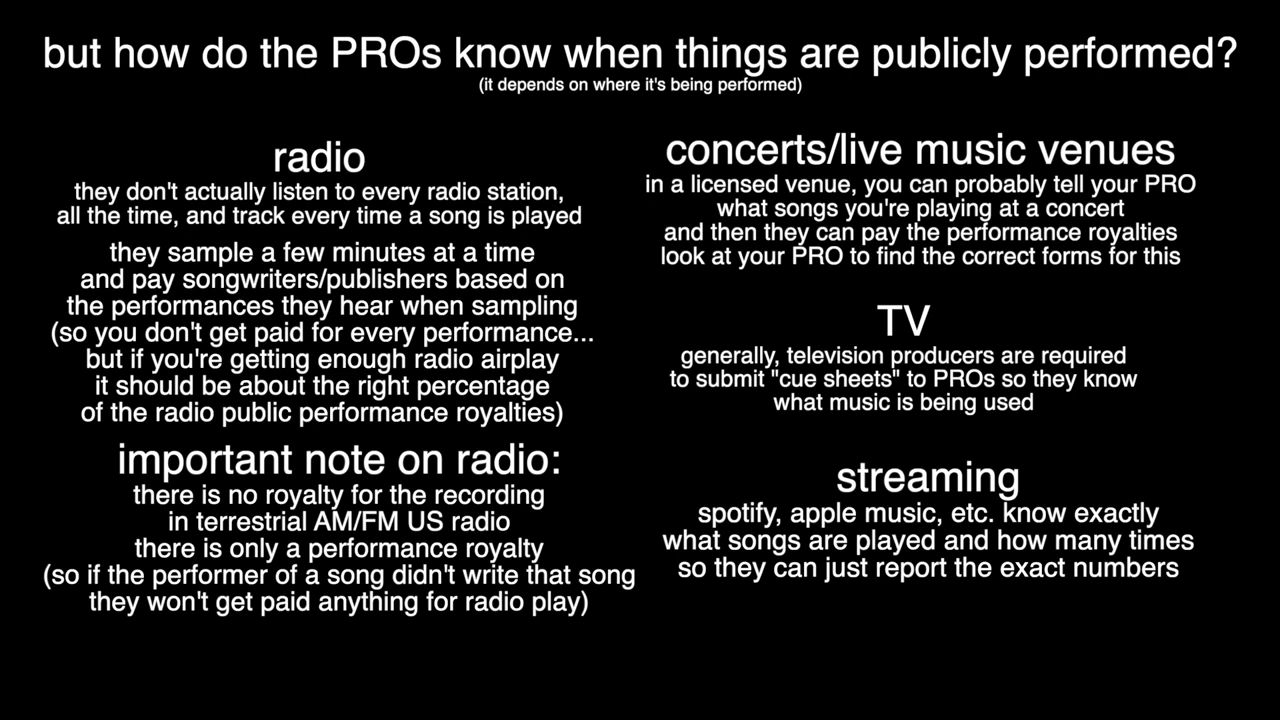 but how do the PROs know when things are publicly performed?
(it depends on where it's being performed)
radio
they don't actually listen to every radio station,
all the time, and track every time a song is played
they sample a few minutes at a time
and pay songwriters/publishers based on
the performances they hear when sampling
(so you don't get paid for every performance...
but if you're getting enough radio airplay
it should be about the right percentage
of the radio public performance royalties)
important note on radio:
there is no royalty for the recording
in terrestrial AM/FM US radio
there is only a performance royalty
(so if the performer of a song didn't write that song
they won't get paid anything for radio play)
concerts/live music venues
in a licensed venue, you can probably tell your PRO
what songs you're playing at a concert
and then they can pay the performance royalties
look at your PRO to find the correct forms for this
TV
generally, television producers are required
to submit "cue sheets" to PROs so they know
what music is being used
streaming
spotify, apple music, etc. know exactly
what songs are played and how many times
so they can just report the exact numbers